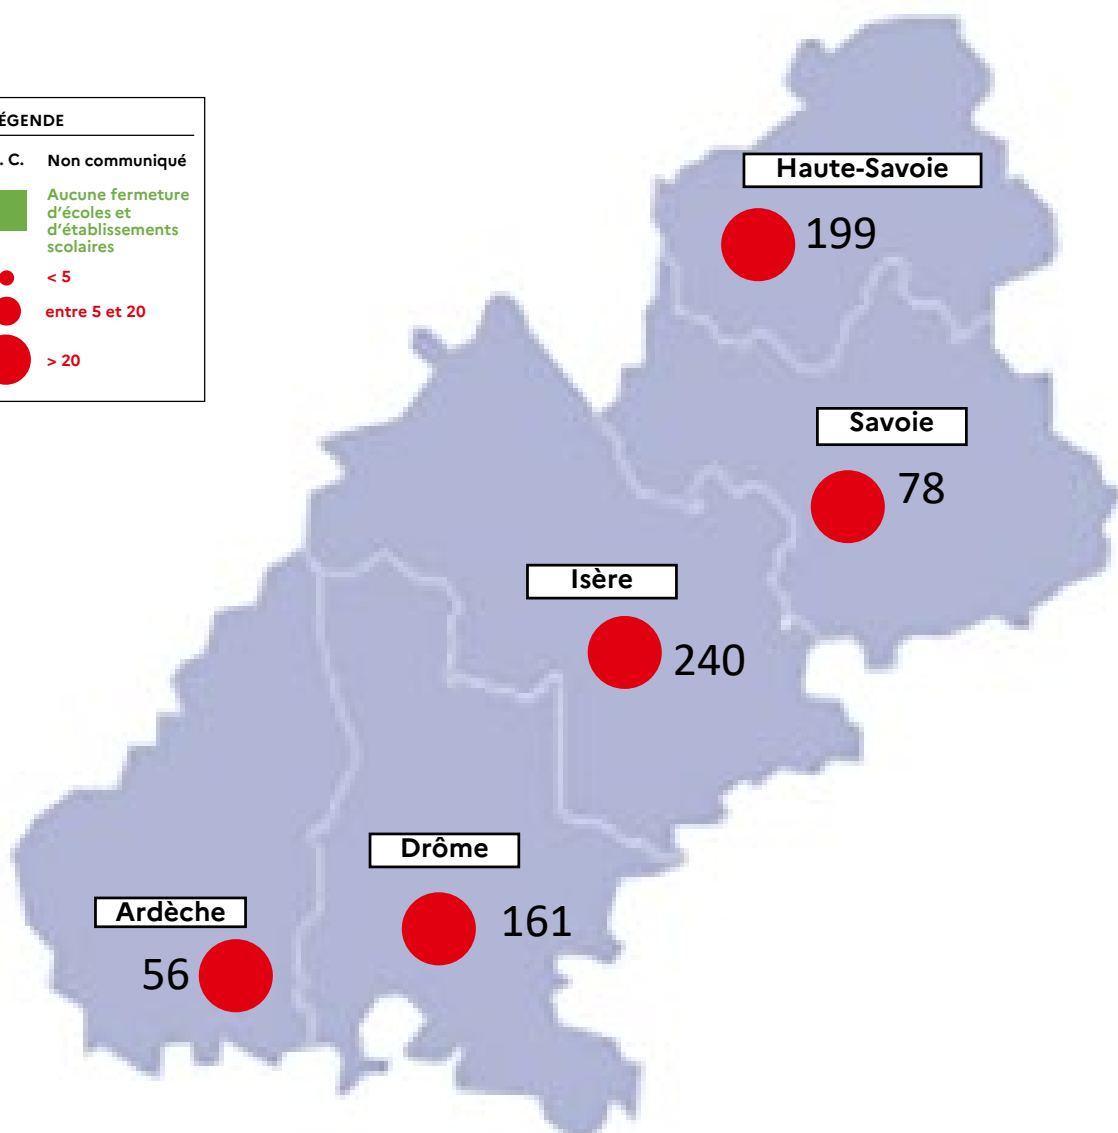 ÉGENDE
. C. Non communiqué
Aucune fermeture
d'écoles et
d'établissements
scolaires
< 5
entre 5 et 20
> 20
Haute-Savoie
199
Savoie
78
Isère
240
Drôme
161
Ardèche
56